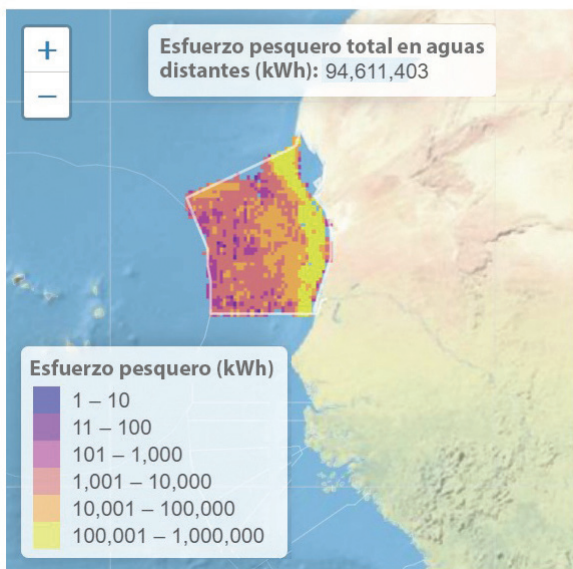 +
Esfuerzo pesquero total en aguas
distantes (kWh): 94,611,403
−
Esfuerzo pesquero (kWh)
1 – 10
11 – 100
101 – 1,000
1,001 – 10,000
10,001 – 100,000
100,001 – 1,000,000